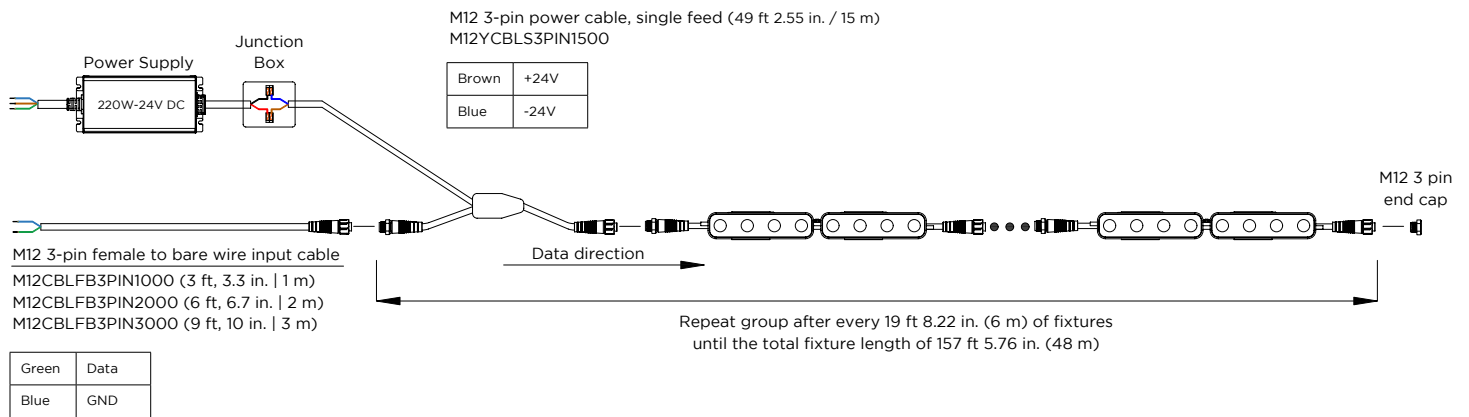 M12 3-pin power cable, single feed (49 ft 2.55 in. / 15 m)
M12YCBLS3PIN1500
Junction
Box
Power Supply
220W-24V DC
Brown +24V
Blue -24V
M12 3 pin
end cap
M12 3-pin female to bare wire input cable
M12CBLFB3PIN1000 (3 ft, 3.3 in. | 1 m)
M12CBLFB3PIN2000 (6 ft, 6.7 in. | 2 m)
M12CBLFB3PIN3000 (9 ft, 10 in. | 3 m)
Data direction
Repeat group after every 19 ft 8.22 in. (6 m) of fixtures
until the total fixture length of 157 ft 5.76 in. (48 m)
Green Data
Blue GND